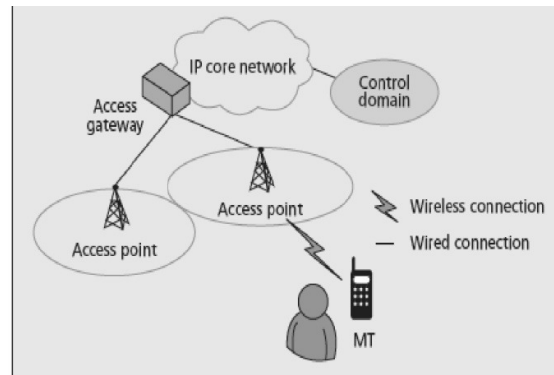 IP core network
Control
domain
Access
gateway
Access point
Access point
Wireless connection
Wired connection
MT